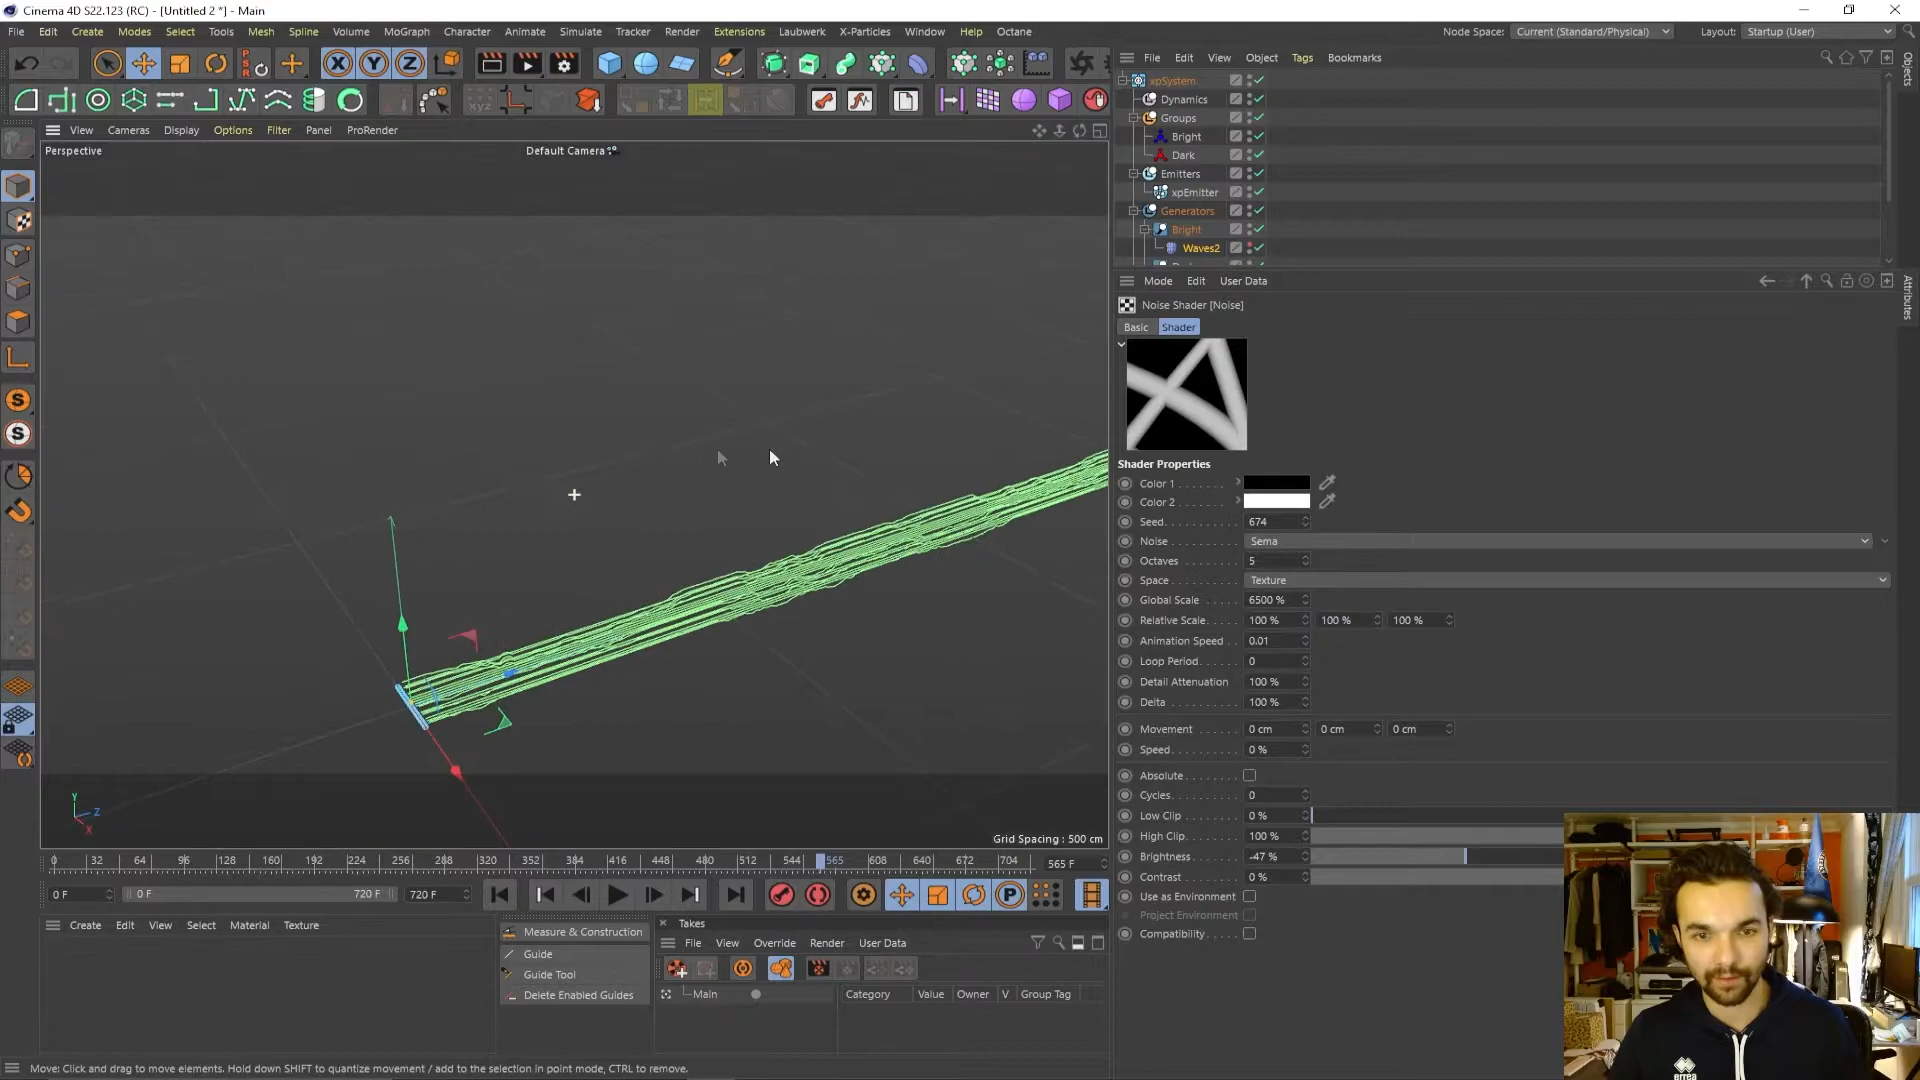 Cinema 4D S22.123 (RC) - [Untitled 2 *] - Main
File Edit Create Modes Select Tools Mesh Spline Volume MoGraph Character Animate Simulate Tracker Render Extensions Laubwerk X-Particles Window Help Octane
Node Space: Current (Standard/Physical) Layout: Startup (User)
File Edit View Object Tags Bookmarks
View Cameras Display Options Filter Panel ProRender
Perspective
Default Camera
Grid Spacing : 500 cm
Y
Z
X
xpSystem
Dynamics
Groups
Bright
Dark
Emitters
xpEmitter
Generators
Bright
Waves2
Objects
Attributes
Mode Edit User Data
Noise Shader [Noise]
Basic Shader
Shader Properties
Color 1
Color 2
Seed 674
Noise Sema
Octaves 5
Space Texture
Global Scale 6500 %
Relative Scale 100 % 100 % 100 %
Animation Speed 0.01
Loop Period 0
Detail Attenuation 100 %
Delta 100 %
Movement 0 cm 0 cm 0 cm
Speed 0 %
Absolute
Cycles 0
Low Clip 0 %
High Clip 100 %
Brightness -47 %
Contrast 0 %
Use as Environment
Project Environment
Compatibility
0 32 64 96 128 160 192 224 256 288 320 352 384 416 448 480 512 544 565 608 640 672 704 565 F
0 F 0 F 720 F 720 F
Create Edit View Select Material Texture
Measure & Construction
Guide
Guide Tool
Delete Enabled Guides
Takes
File View Override Render User Data
Main
Category Value Owner V Group Tag
Move: Click and drag to move elements. Hold down SHIFT to quantize movement / add to the selection in point mode, CTRL to remove.
errea